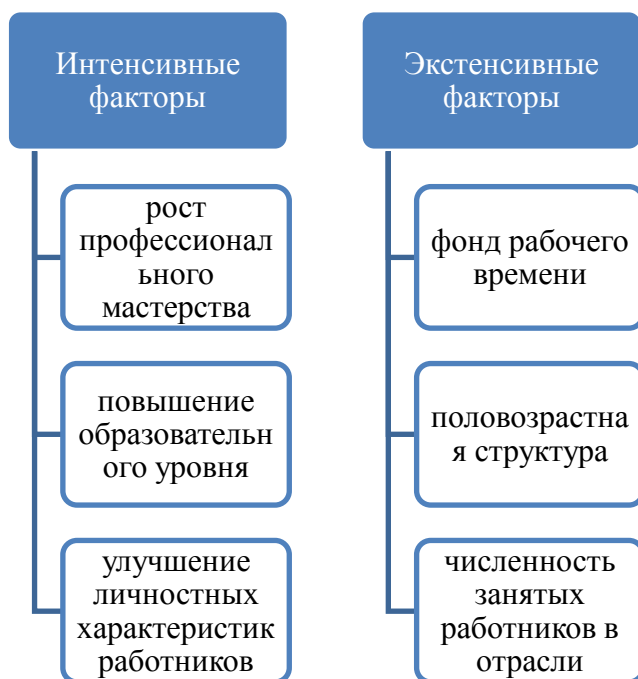 Интенсивные
факторы
рост
профессионал
ьного
мастерства
повышение
образовательн
ого уровня
улучшение
личностных
характеристик
работников
Экстенсивные
факторы
фонд рабочего
времени
половозрастна
я структура
численность
занятых
работников в
отрасли